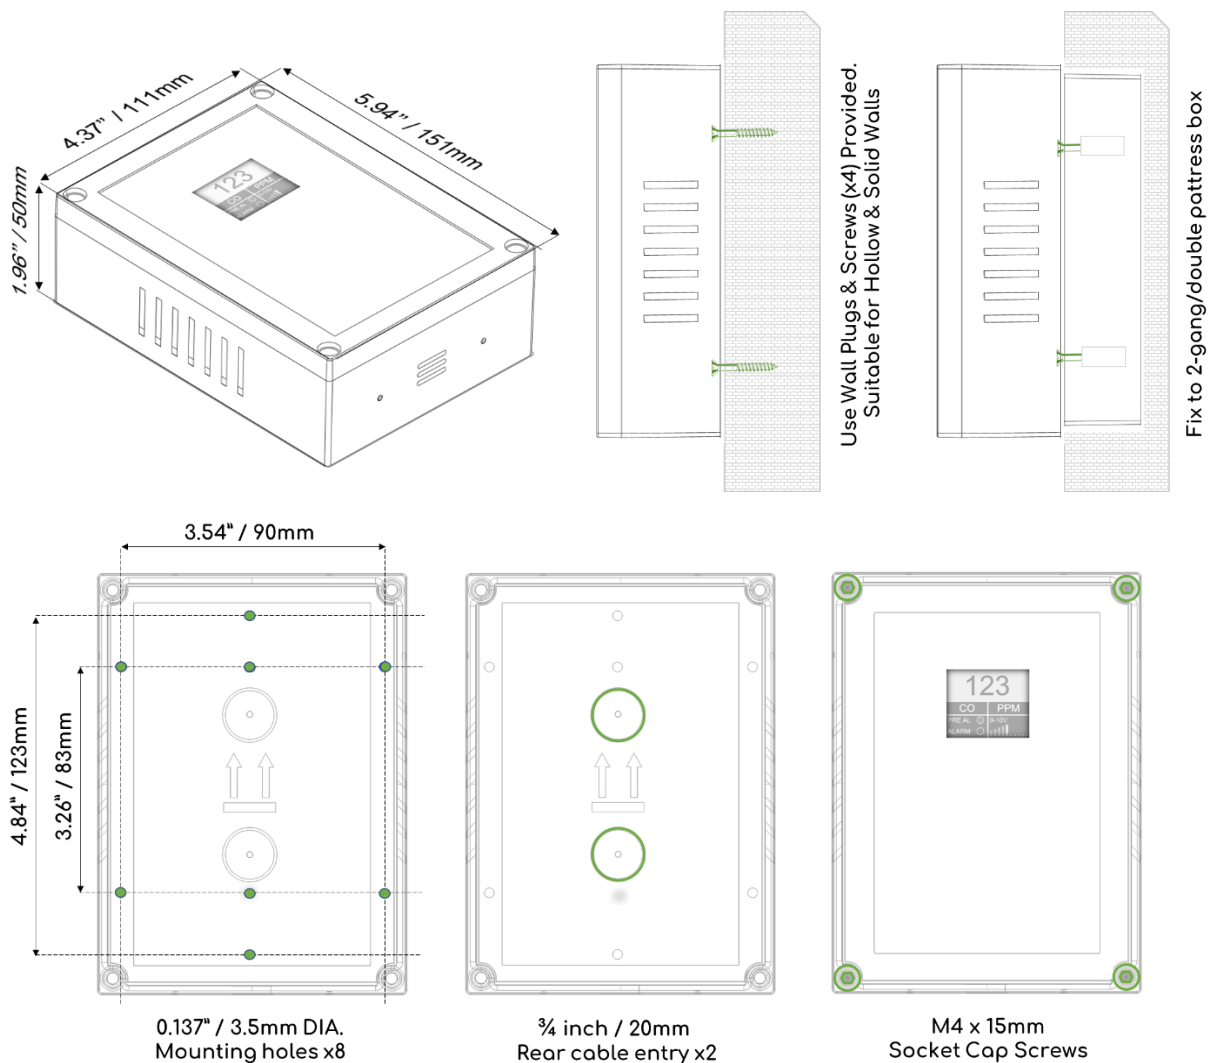 4.37" / 111mm
5.94" / 151mm
1.96" / 50mm
123
CO PPM
Use Wall Plugs & Screws (x4) Provided.
Suitable for Hollow & Solid Walls
Fix to 2-gang/double pattress box
3.54" / 90mm
4.84" / 123mm
3.26" / 83mm
123
CO PPM
PRE AL 0-10V
ALARM
0.137" / 3.5mm DIA.
Mounting holes x8
¾ inch / 20mm
Rear cable entry x2
M4 x 15mm
Socket Cap Screws